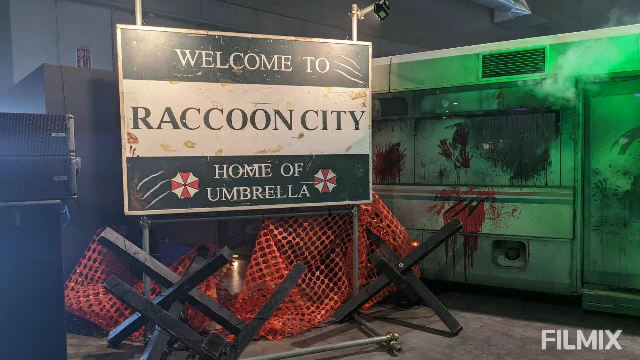 WELCOME TO
RACCOON CITY
HOME OF
UMBRELLA
FILMIX